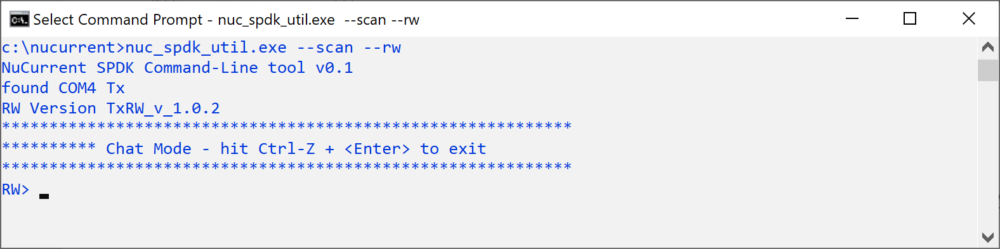 Select Command Prompt - nuc_spdk_util.exe  --scan --rw
c:\nucurrent>nuc_spdk_util.exe --scan --rw
NuCurrent SPDK Command-Line tool v0.1
found COM4 Tx
RW Version TxRW_v_1.0.2
************************************************************
********** Chat Mode - hit Ctrl-Z + <Enter> to exit
************************************************************
RW>